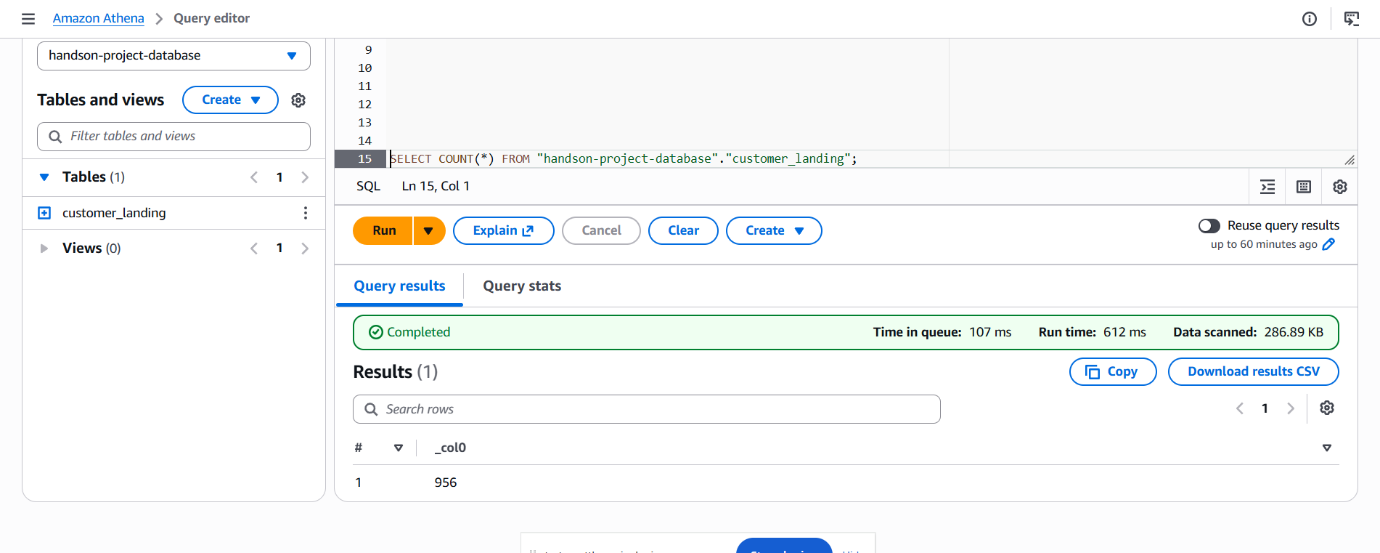 Amazon Athena > Query editor
handson-project-database
Tables and views Create
Filter tables and views
Tables (1) < 1 >
customer_landing
Views (0) < 1 >
9
10
11
12
13
14
15 SELECT COUNT(*) FROM "handson-project-database"."customer_landing";
SQL Ln 15, Col 1
Run Explain Cancel Clear Create
Reuse query results
up to 60 minutes ago
Query results Query stats
Completed Time in queue: 107 ms Run time: 612 ms Data scanned: 286.89 KB
Results (1) Copy Download results CSV
Search rows < 1 >
# _col0
1 956